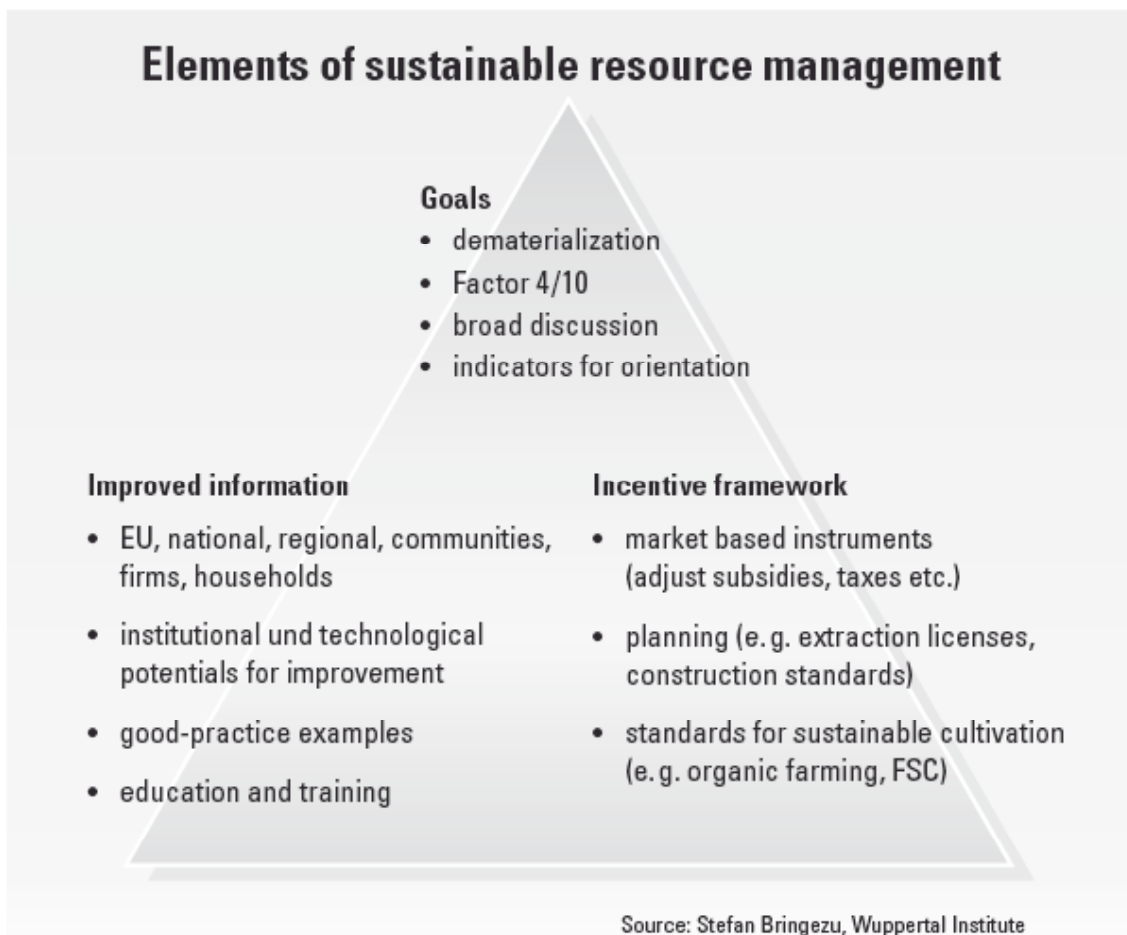 Elements of sustainable resource management
Goals
• dematerialization
• Factor 4/10
• broad discussion
• indicators for orientation
Improved information
• EU, national, regional, communities,
firms, households
• institutional und technological
potentials for improvement
• good-practice examples
• education and training
Incentive framework
• market based instruments
(adjust subsidies, taxes etc.)
• planning (e. g. extraction licenses,
construction standards)
• standards for sustainable cultivation
(e. g. organic farming, FSC)
Source: Stefan Bringezu, Wuppertal Institute